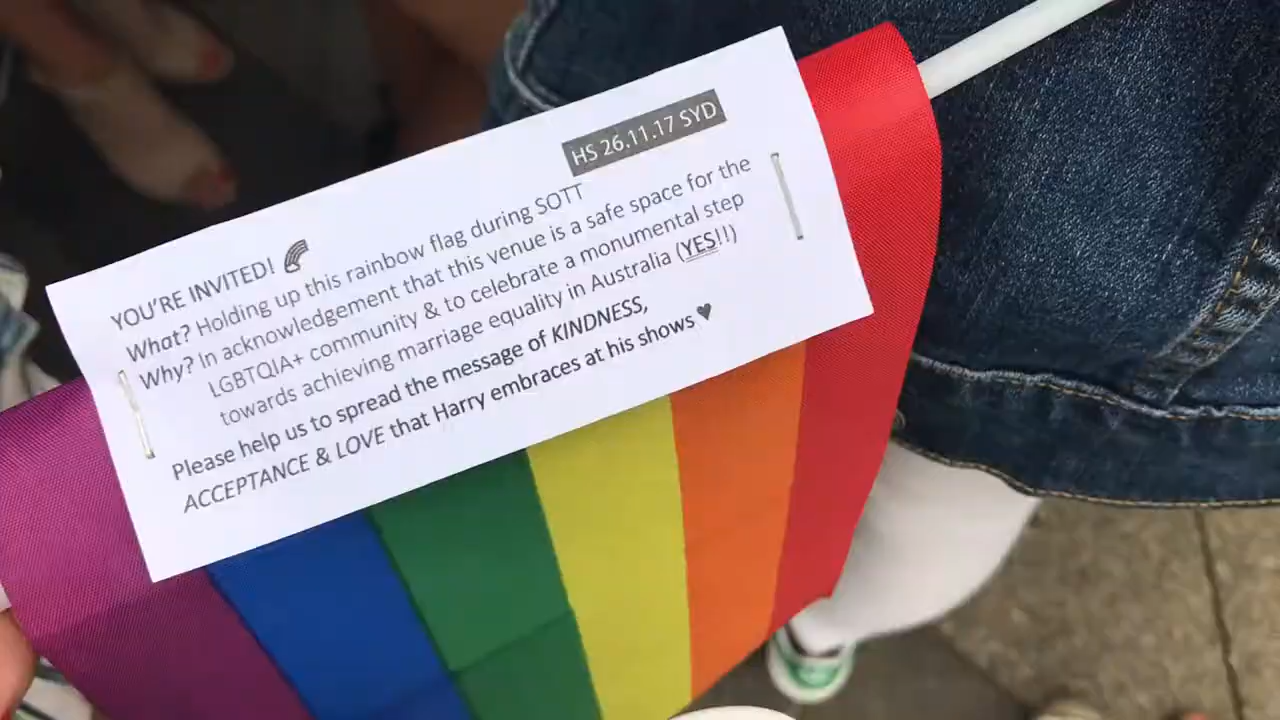 HS 26.11.17 SYD
YOU'RE INVITED!
What? Holding up this rainbow flag during SOTT
Why? In acknowledgement that this venue is a safe space for the
LGBTQIA+ community & to celebrate a monumental step
towards achieving marriage equality in Australia (YES!!)
Please help us to spread the message of KINDNESS,
ACCEPTANCE & LOVE that Harry embraces at his shows ♥